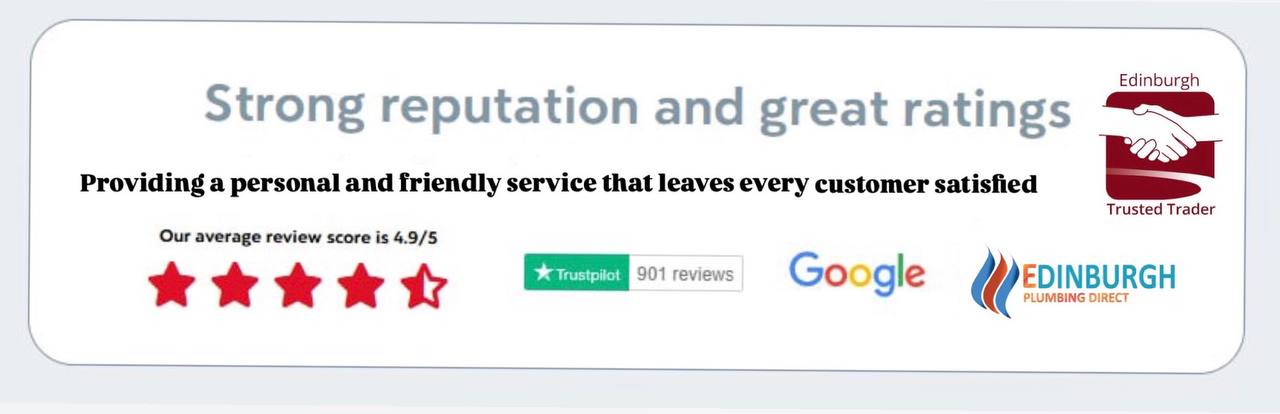 Strong reputation and great ratings
Edinburgh
Trusted Trader
Providing a personal and friendly service that leaves every customer satisfied
Our average review score is 4.9/5
Trustpilot 901 reviews
Google
EDINBURGH
PLUMBING DIRECT